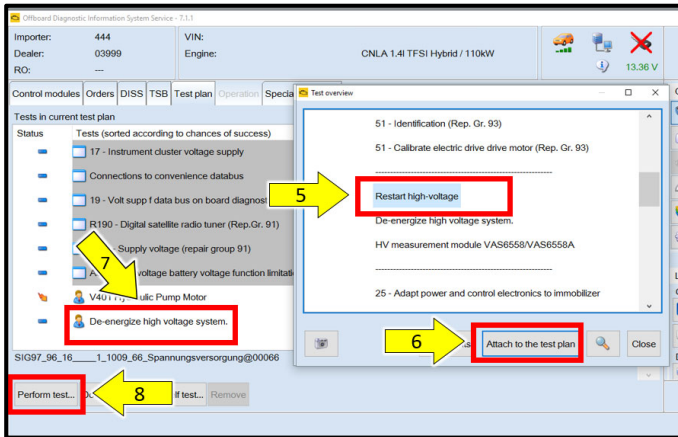 Offboard Diagnostic Information System Service - 7.1.1
Importer: 444 VIN:
Dealer: 03999 Engine: CNLA 1.4l TFSI Hybrid / 110kW
RO: ---
13.36 V
Control modules Orders DISS TSB Test plan Operation Specia
Tests in current test plan
Status Tests (sorted according to chances of success)
17 - Instrument cluster voltage supply
Connections to convenience databus
19 - Volt supp f data bus on board diagnost
R190 - Digital satellite radio tuner (Rep.Gr. 91)
Supply voltage (repair group 91)
voltage battery voltage function limitati
7
ulic Pump Motor
De-energize high voltage system.
SIG97_96_16____1_1009_66_Spannungsversorgung@00066
Perform test...
8
lf test... Remove
Test overview
51 - Identification (Rep. Gr. 93)
51 - Calibrate electric drive drive motor (Rep. Gr. 93)
5
Restart high-voltage
De-energize high voltage system.
HV measurement module VAS6558/VAS6558A
25 - Adapt power and control electronics to immobilizer
6
Attach to the test plan
Close